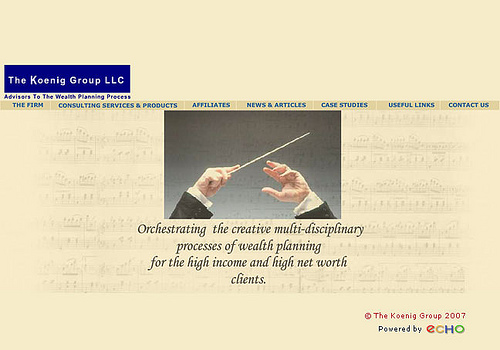 The Koenig Group LLC
Advisors To The Wealth Planning Process
THE FIRM CONSULTING SERVICES & PRODUCTS AFFILIATES NEWS & ARTICLES CASE STUDIES USEFUL LINKS CONTACT US
Orchestrating the creative multi-disciplinary
processes of wealth planning
for the high income and high net worth
clients.
© The Koenig Group 2007
Powered by ECHO